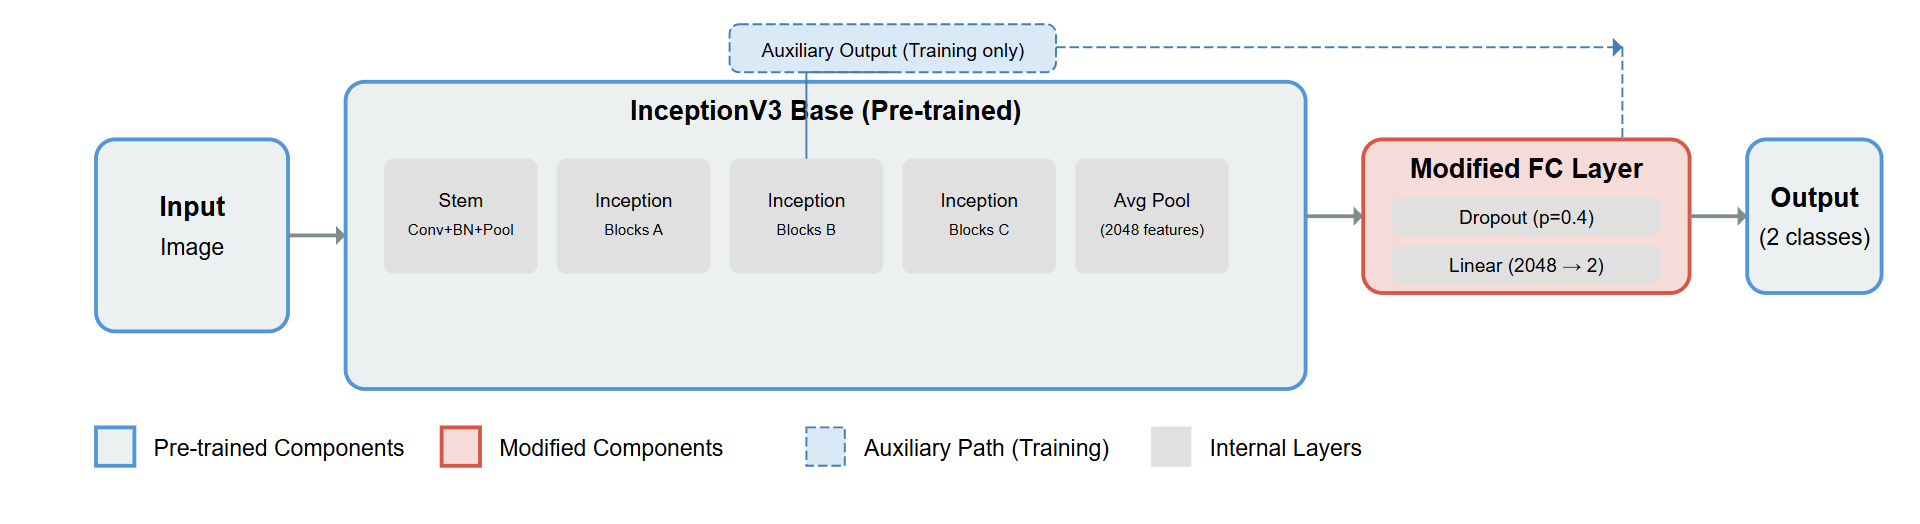 Auxiliary Output (Training only)
InceptionV3 Base (Pre-trained)
Input
Image
Stem
Conv+BN+Pool
Inception
Blocks A
Inception
Blocks B
Inception
Blocks C
Avg Pool
(2048 features)
Modified FC Layer
Dropout (p=0.4)
Linear (2048 → 2)
Output
(2 classes)
Pre-trained Components
Modified Components
Auxiliary Path (Training)
Internal Layers